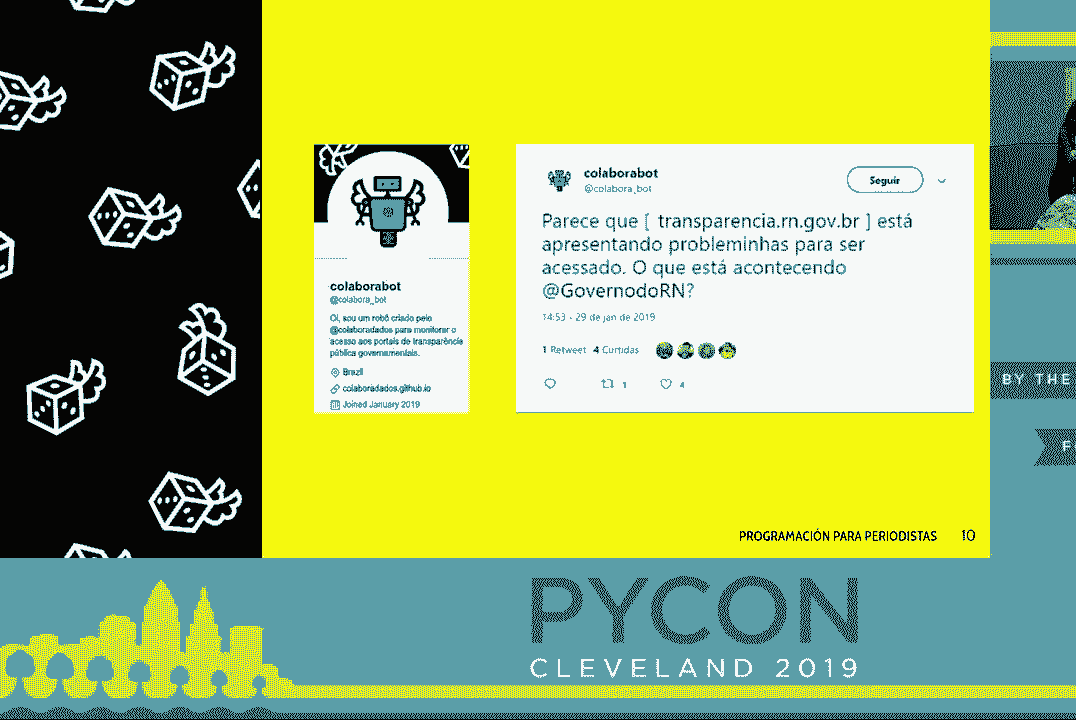 colaborabot
@colabora_bot
Oi, sou um robô criado pelo
@colaboradados para monitorar o
acesso aos portais de transparência
pública governamentais.
Brazil
colaboradados.github.io
Joined January 2019
colaborabot
@colabora_bot
Seguir
Parece que [ transparencia.rn.gov.br ] está
apresentando probleminhas para ser
acessado. O que está acontecendo
@GovernodoRN?
14:53 - 29 de jan de 2019
1 Retweet 4 Curtidas
1 4
PROGRAMACIÓN PARA PERIODISTAS 10
BY THE
PYCON
CLEVELAND 2019